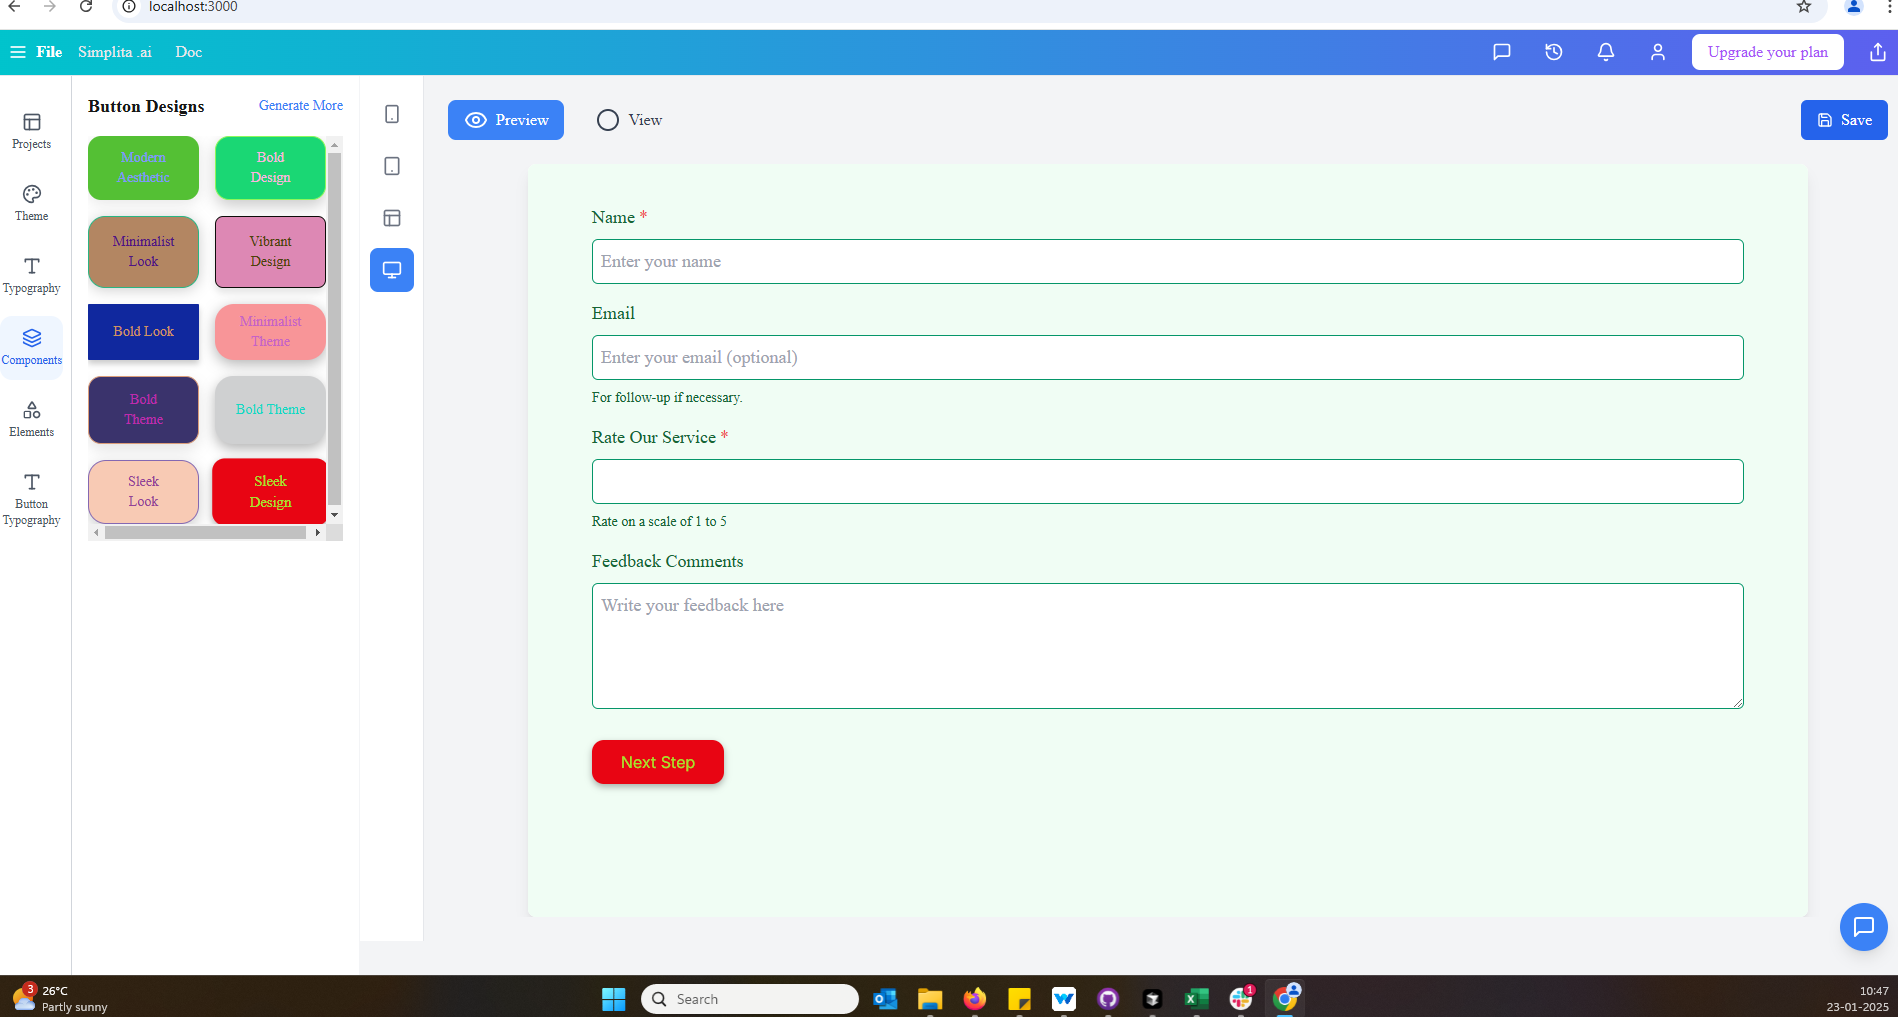 localhost:3000
File Simplita .ai Doc
Upgrade your plan
Projects
Theme
Typography
Components
Elements
Button
Typography
Button Designs Generate More
Modern
Aesthetic
Bold
Design
Minimalist
Look
Vibrant
Design
Bold Look
Minimalist
Theme
Bold
Theme
Bold Theme
Sleek
Look
Sleek
Design
Preview View
Save
Name *
Enter your name
Email
Enter your email (optional)
For follow-up if necessary.
Rate Our Service *
Rate on a scale of 1 to 5
Feedback Comments
Write your feedback here
Next Step
3
26°C
Partly sunny
Search
1
10:47
23-01-2025